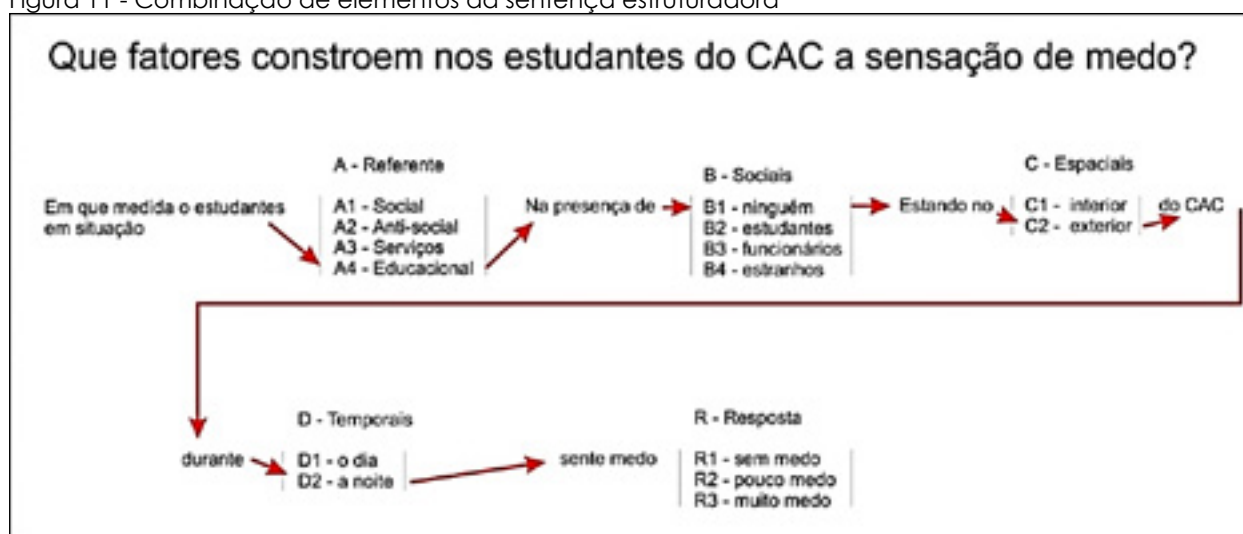 Figura 11 - Combinação de elementos da sentença estruturadora
Que fatores constroem nos estudantes do CAC a sensação de medo?
Em que medida o estudantes
em situação
A - Referente
A1 - Social
A2 - Anti-social
A3 - Serviços
A4 - Educacional
Na presença de
B - Sociais
B1 - ninguém
B2 - estudantes
B3 - funcionários
B4 - estranhos
Estando no
C - Espaciais
C1 - interior
C2 - exterior
do CAC
durante
D - Temporais
D1 - o dia
D2 - a noite
sente medo
R - Resposta
R1 - sem medo
R2 - pouco medo
R3 - muito medo